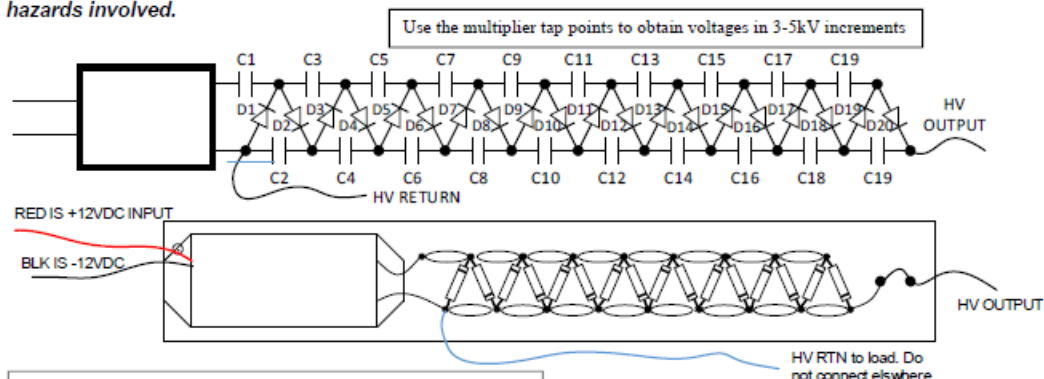 hazards involved.
Use the multiplier tap points to obtain voltages in 3-5kV increments
C1 C3 C5 C7 C9 C11 C13 C15 C17 C19
D1 D2 D3 D4 D5 D6 D7 D8 D9 D10 D11 D12 D13 D14 D15 D16 D17 D18 D19 D20
HV
OUTPUT
C2 C4 C6 C8 C10 C12 C14 C16 C18 C19
HV RETURN
RED IS +12VDC INPUT
BLK IS -12VDC
HV OUTPUT
HV RTN to load. Do
not connect elswhere